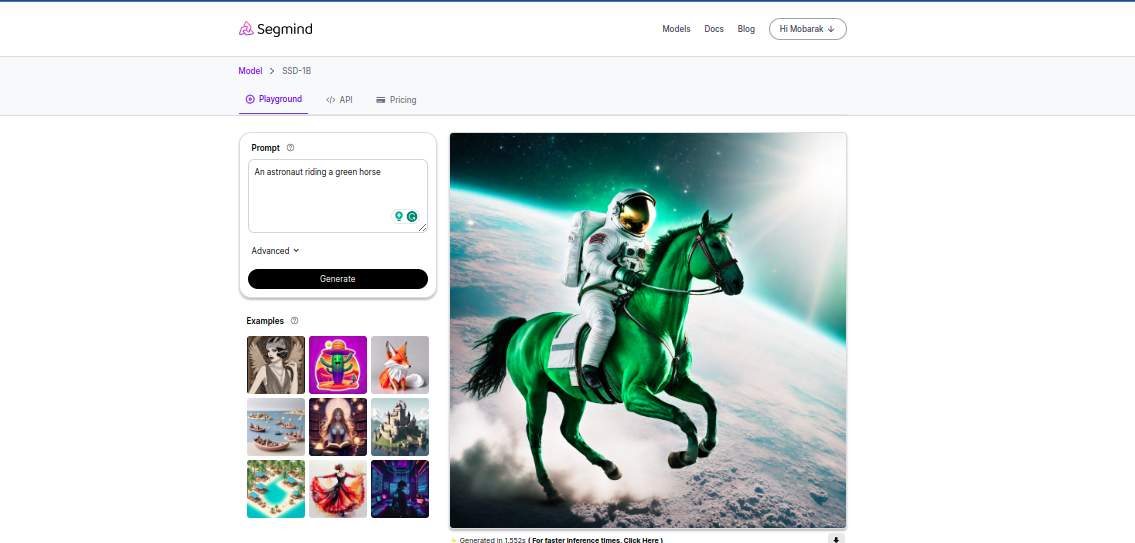 Segmind
Models Docs Blog Hi Mobarak ↓
Model > SSD-1B
Playground </> API Pricing
Prompt
An astronaut riding a green horse
Advanced
Generate
Examples
Generated in 1.552s ( For faster inference times, Click Here )